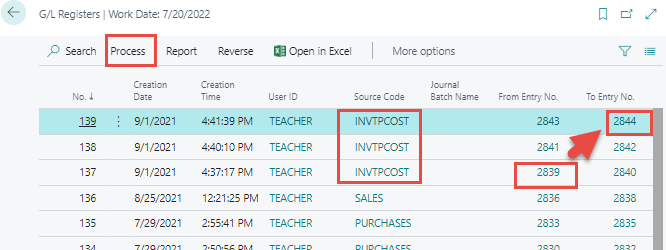 G/L Registers | Work Date: 7/20/2022
Search Process Report Reverse Open in Excel More options
No. ↓ Creation Date Creation Time User ID Source Code Journal Batch Name From Entry No. To Entry No.
139 9/1/2021 4:41:39 PM TEACHER INVTPCOST 2843 2844
138 9/1/2021 4:40:10 PM TEACHER INVTPCOST 2841 2842
137 9/1/2021 4:37:17 PM TEACHER INVTPCOST 2839 2840
136 8/25/2021 12:21:25 PM TEACHER SALES 2836 2838
135 7/29/2021 2:55:41 PM TEACHER PURCHASES 2833 2835
134 7/29/2021 2:50:56 PM TEACHER PURCHASES 2830 2832